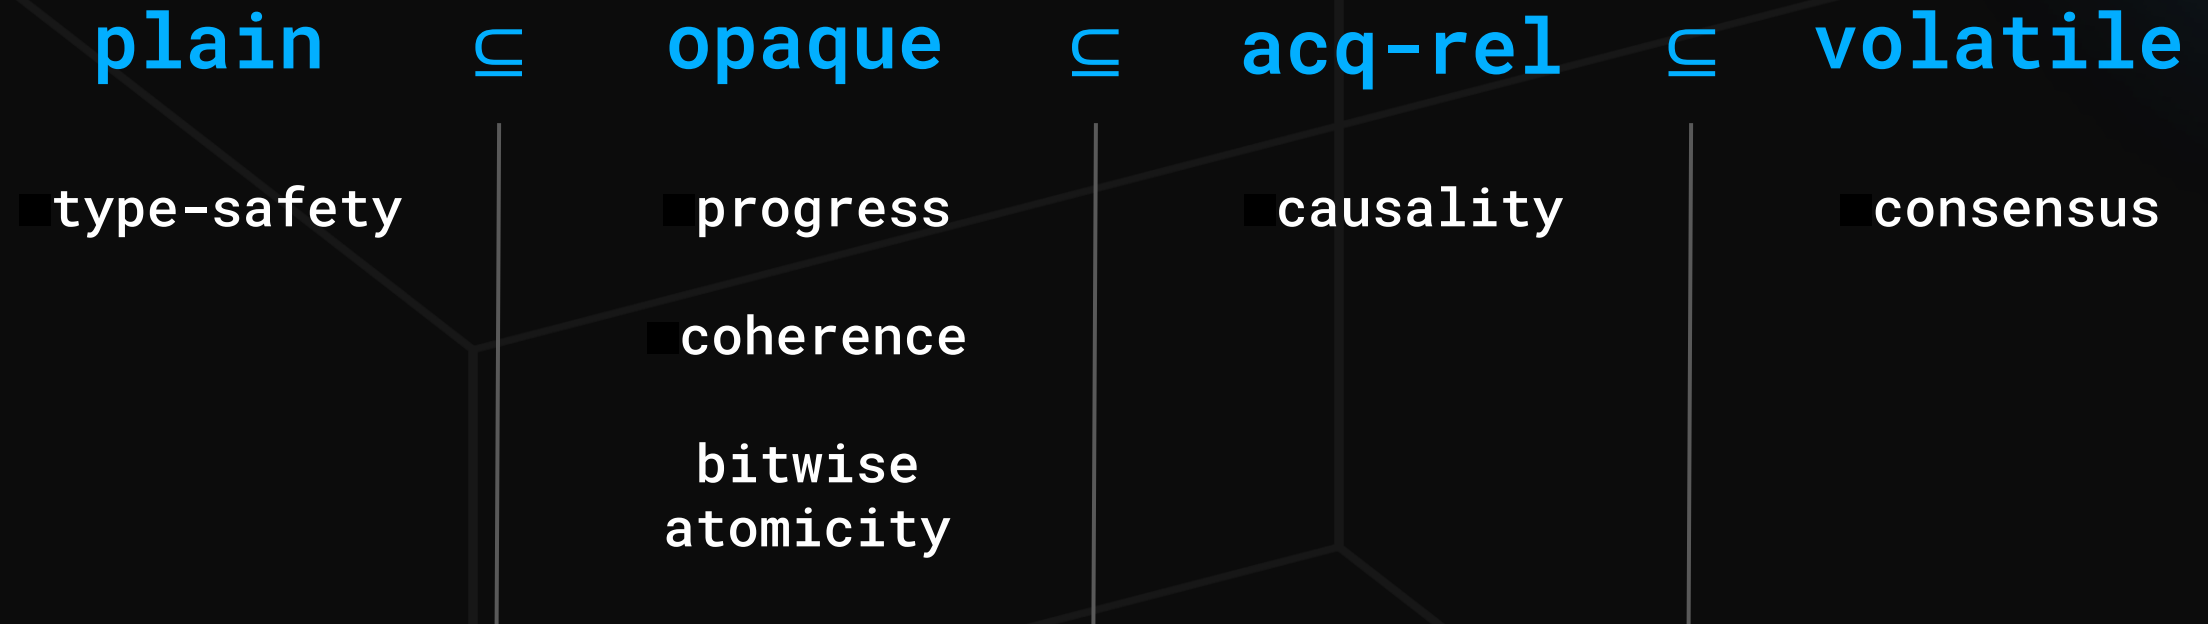 plain ⊆ opaque ⊆ acq-rel ⊆ volatile
type-safety
progress
coherence
bitwise
atomicity
causality
consensus